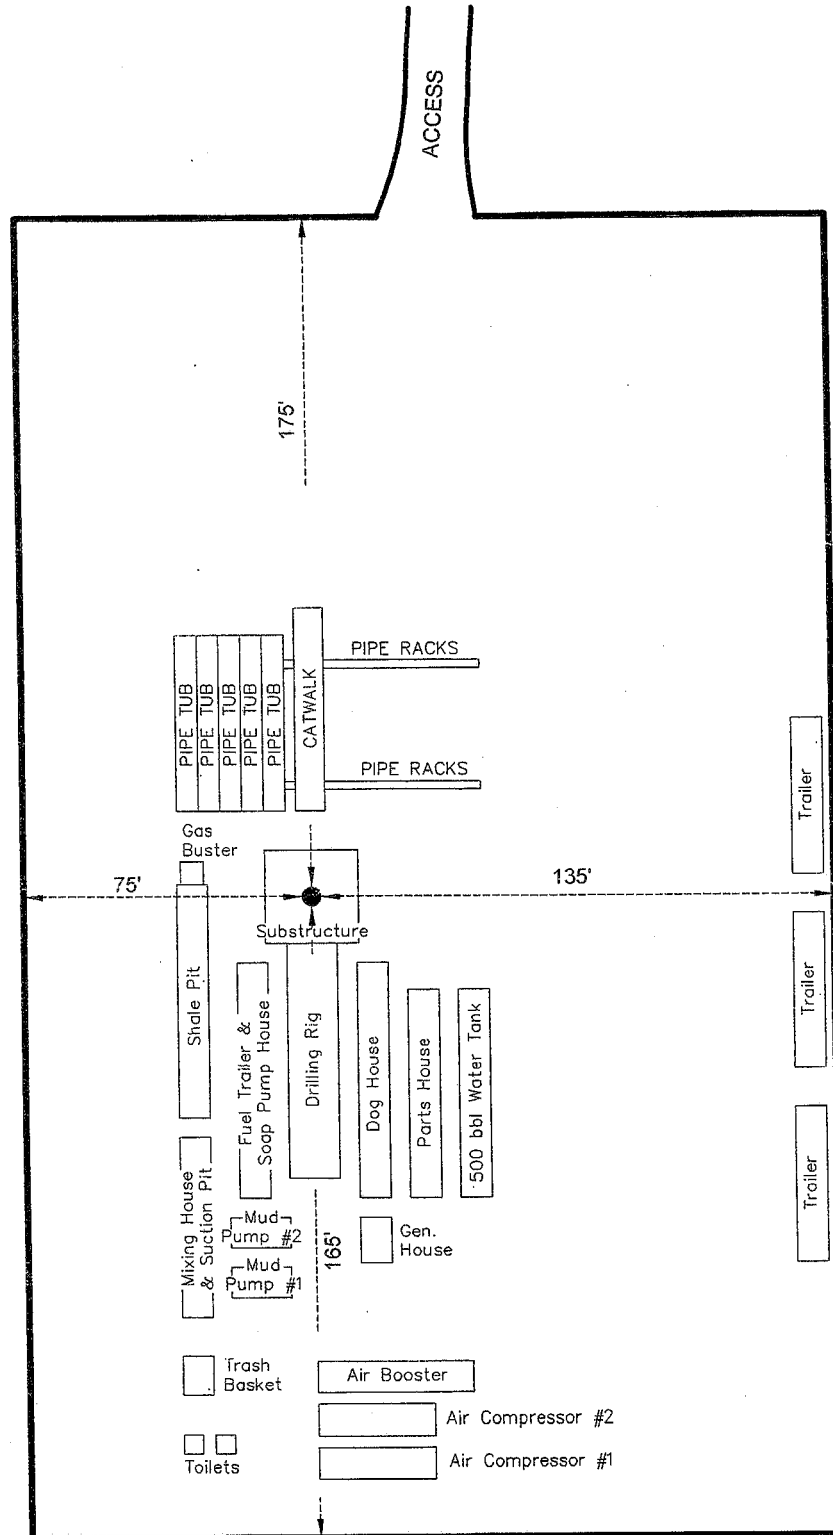 ACCESS
175'
PIPE TUB
PIPE TUB
PIPE TUB
PIPE TUB
PIPE TUB
CATWALK
PIPE RACKS
PIPE RACKS
Trailer
Gas
Buster
75'
135'
Substructure
Shale Pit
Fuel Trailer &
Soap Pump House
Drilling Rig
Dog House
Parts House
500 bbl Water Tank
Trailer
Mixing House
& Suction Pit
Mud
Pump #2
Mud
Pump #1
165'
Gen.
House
Trailer
Trash
Basket
Air Booster
Air Compressor #2
Toilets
Air Compressor #1